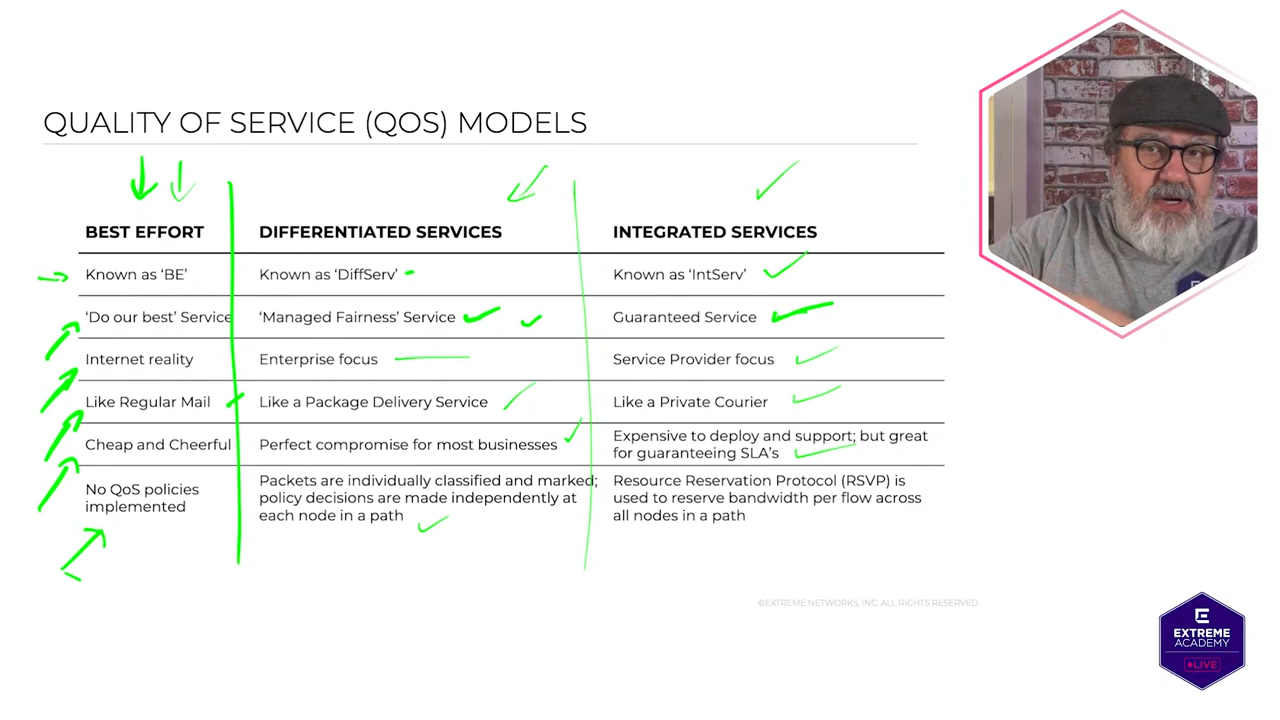 QUALITY OF SERVICE (QOS) MODELS
BEST EFFORT DIFFERENTIATED SERVICES INTEGRATED SERVICES
Known as 'BE' Known as 'DiffServ' Known as 'IntServ'
'Do our best' Service 'Managed Fairness' Service Guaranteed Service
Internet reality Enterprise focus Service Provider focus
Like Regular Mail Like a Package Delivery Service Like a Private Courier
Cheap and Cheerful Perfect compromise for most businesses Expensive to deploy and support; but great
for guaranteeing SLA's
No QoS policies
implemented
Packets are individually classified and marked;
policy decisions are made independently at
each node in a path
Resource Reservation Protocol (RSVP) is
used to reserve bandwidth per flow across
all nodes in a path
©EXTREME NETWORKS, INC. ALL RIGHTS RESERVED.
E
EXTREME
ACADEMY
LIVE